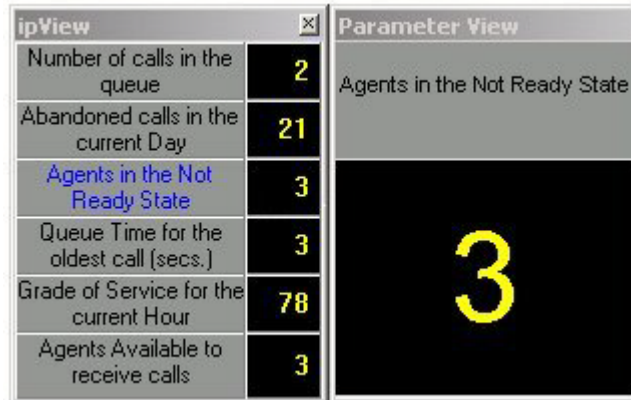 ipView
Number of calls in the
queue
2
Abandoned calls in the
current Day
21
Agents in the Not
Ready State
3
Queue Time for the
oldest call (secs.)
3
Grade of Service for the
current Hour
78
Agents Available to
receive calls
3
Parameter View
Agents in the Not Ready State
3